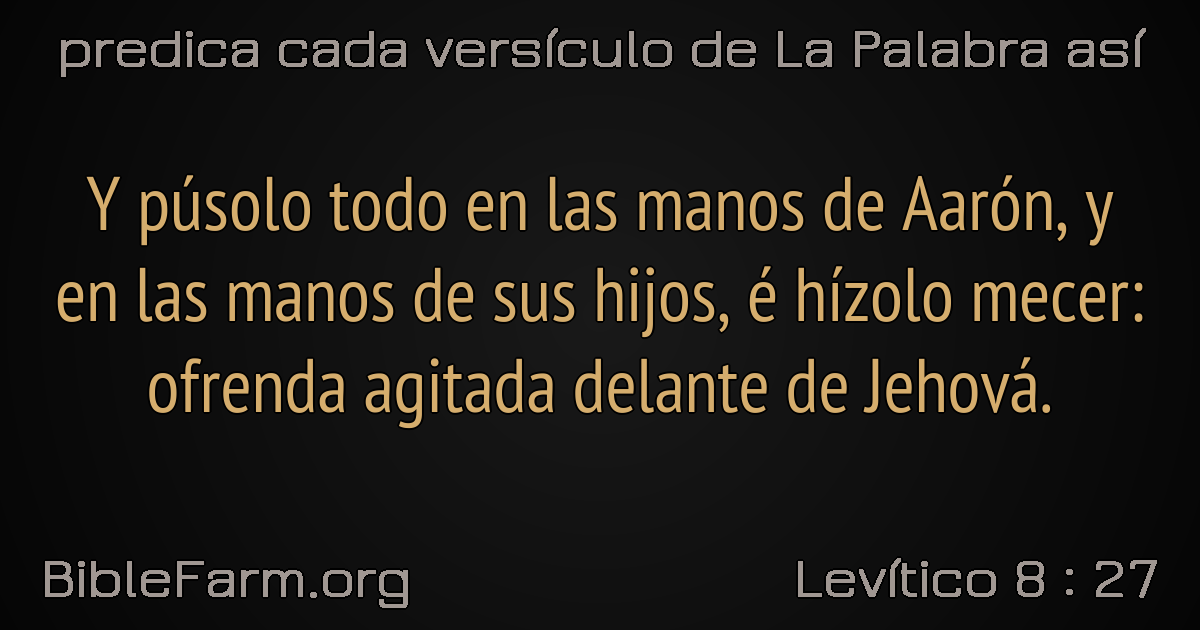 predica cada versículo de La Palabra así
Y púsolo todo en las manos de Aarón, y
en las manos de sus hijos, é hízolo mecer:
ofrenda agitada delante de Jehová.
BibleFarm.org
Levítico 8 : 27